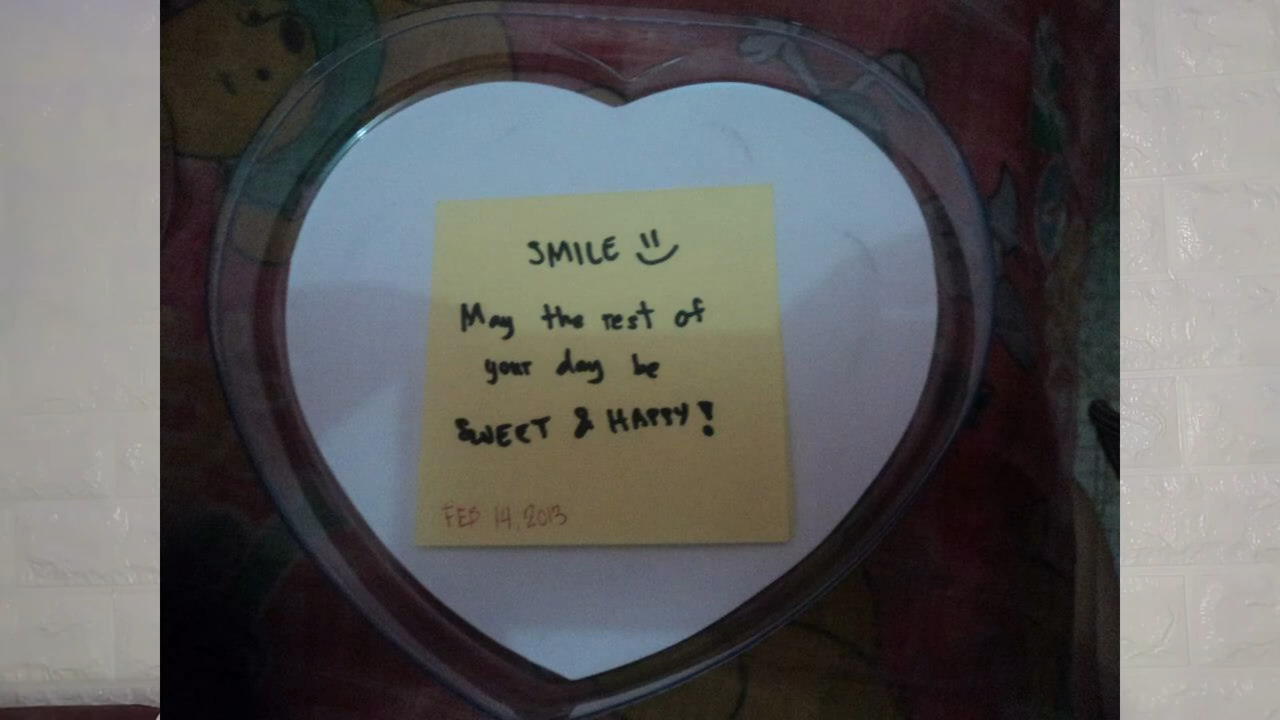 SMILE
May the rest of
your day be
SWEET & HAPPY!
FEB 14, 2013